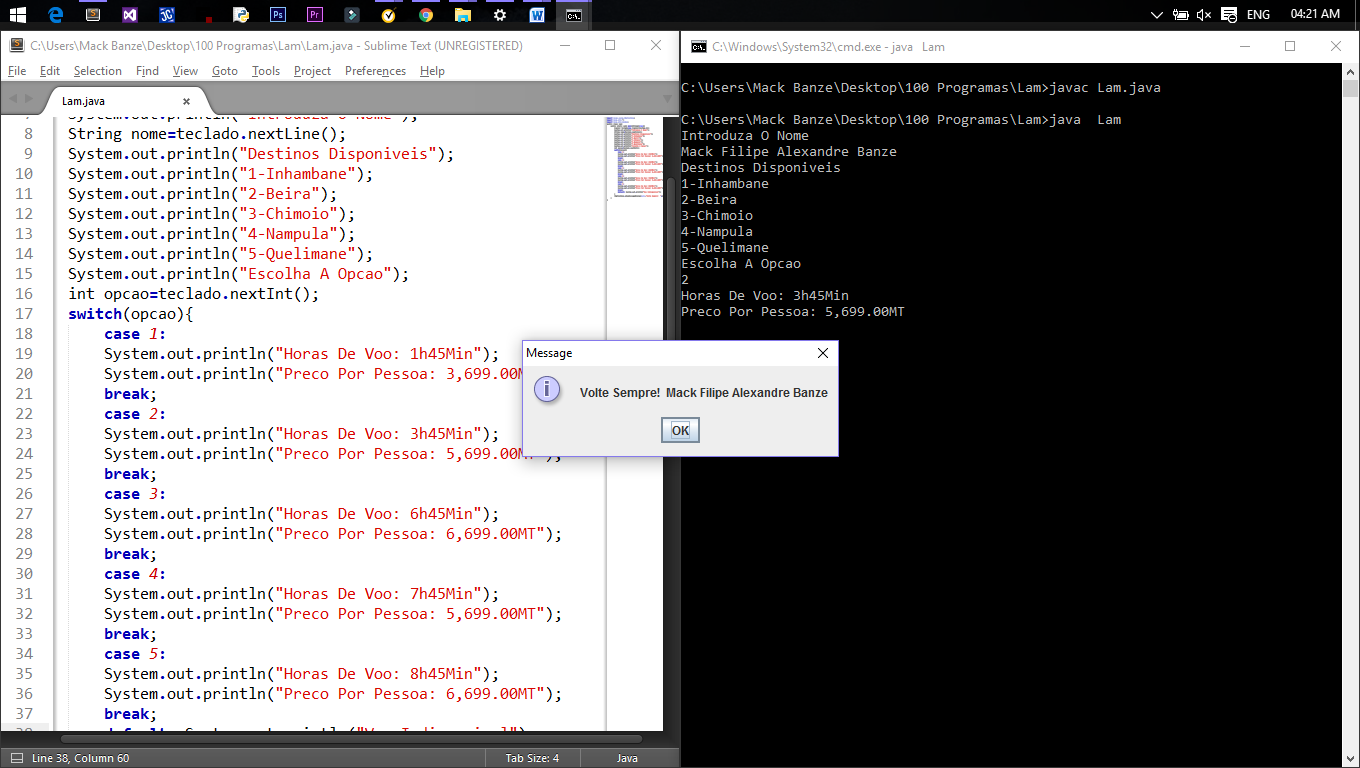 ENG 04:21 AM
C:\Users\Mack Banze\Desktop\100 Programas\Lam\Lam.java - Sublime Text (UNREGISTERED)
File Edit Selection Find View Goto Tools Project Preferences Help
Lam.java
8 String nome=teclado.nextLine();
9 System.out.println("Destinos Disponiveis");
10 System.out.println("1-Inhambane");
11 System.out.println("2-Beira");
12 System.out.println("3-Chimoio");
13 System.out.println("4-Nampula");
14 System.out.println("5-Quelimane");
15 System.out.println("Escolha A Opcao");
16 int opcao=teclado.nextInt();
17 switch(opcao){
18 case 1:
19 System.out.println("Horas De Voo: 1h45Min");
20 System.out.println("Preco Por Pessoa: 3,699.00
21 break;
22 case 2:
23 System.out.println("Horas De Voo: 3h45Min");
24 System.out.println("Preco Por Pessoa: 5,699.00
25 break;
26 case 3:
27 System.out.println("Horas De Voo: 6h45Min");
28 System.out.println("Preco Por Pessoa: 6,699.00MT");
29 break;
30 case 4:
31 System.out.println("Horas De Voo: 7h45Min");
32 System.out.println("Preco Por Pessoa: 5,699.00MT");
33 break;
34 case 5:
35 System.out.println("Horas De Voo: 8h45Min");
36 System.out.println("Preco Por Pessoa: 6,699.00MT");
37 break;
Line 38, Column 60 Tab Size: 4 Java
C:\Windows\System32\cmd.exe - java Lam
C:\Users\Mack Banze\Desktop\100 Programas\Lam>javac Lam.java
C:\Users\Mack Banze\Desktop\100 Programas\Lam>java Lam
Introduza O Nome
Mack Filipe Alexandre Banze
Destinos Disponiveis
1-Inhambane
2-Beira
3-Chimoio
4-Nampula
5-Quelimane
Escolha A Opcao
2
Horas De Voo: 3h45Min
Preco Por Pessoa: 5,699.00MT
Message
Volte Sempre! Mack Filipe Alexandre Banze
OK